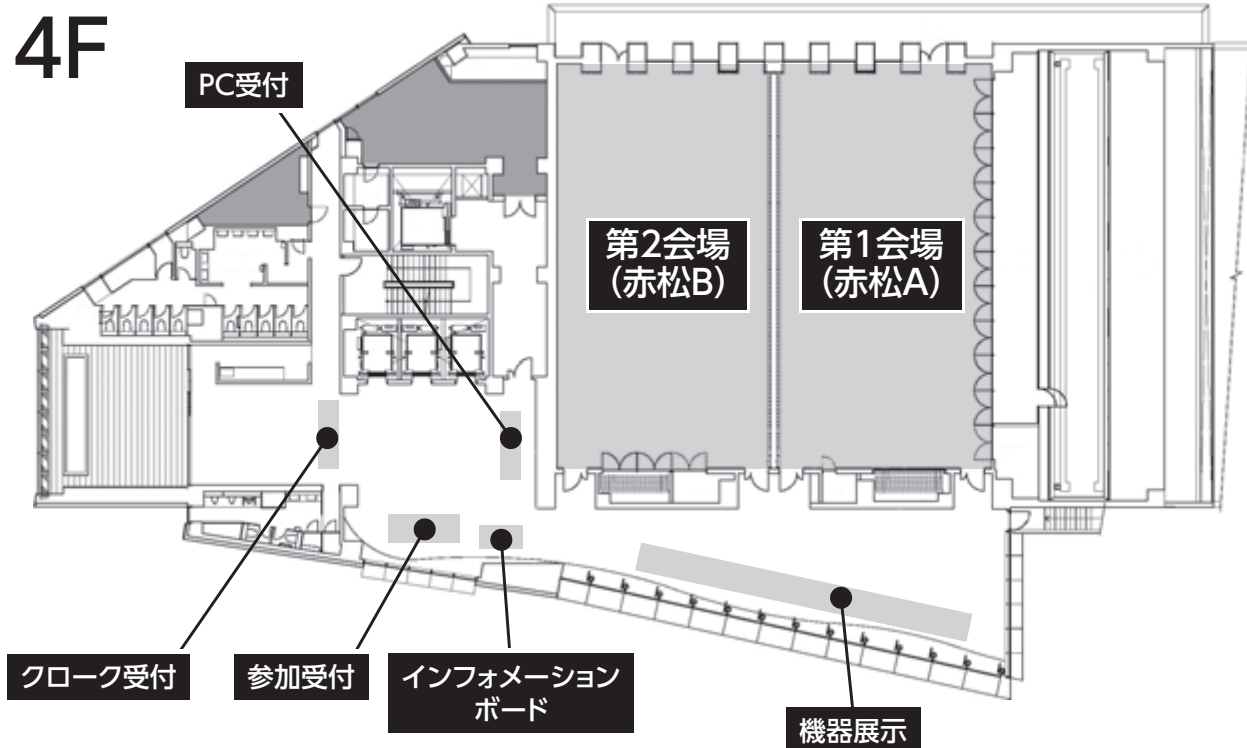 4F
PC受付
第2会場
（赤松B）
第1会場
（赤松A）
クローク受付
参加受付
インフォメーション
ボード
機器展示